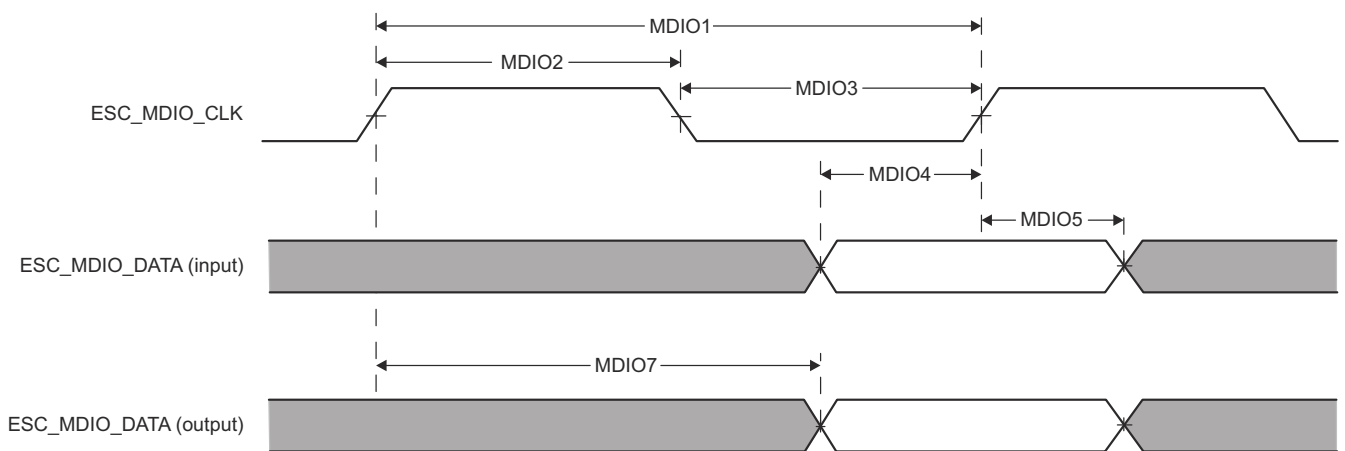 MDIO1
MDIO2
MDIO3
ESC_MDIO_CLK
MDIO4
MDIO5
ESC_MDIO_DATA (input)
MDIO7
ESC_MDIO_DATA (output)